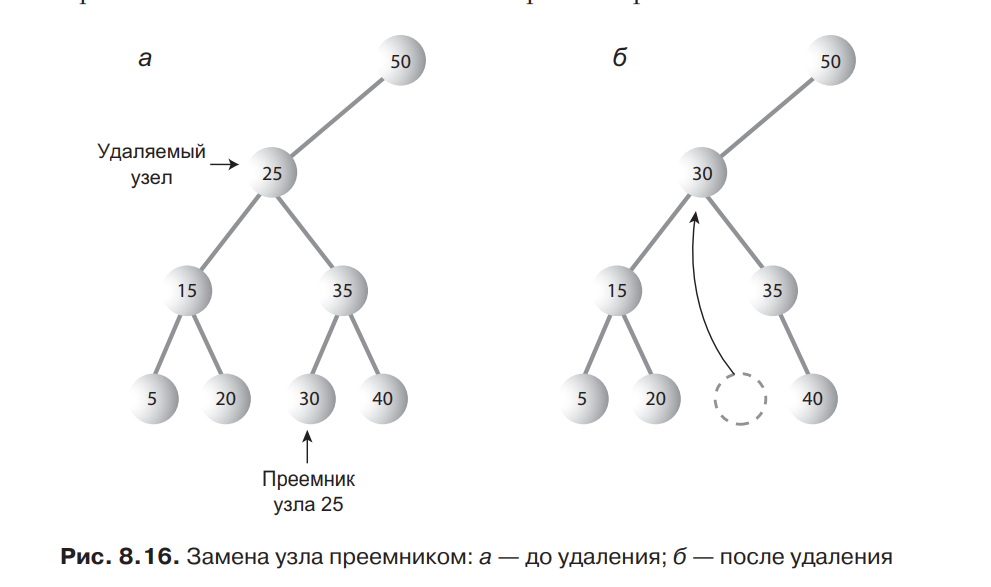 а
б
50
50
Удаляемый
узел
25
30
15
35
15
35
5
20
30
40
5
20
40
Преемник
узла 25
Рис. 8.16. Замена узла преемником: а — до удаления; б — после удаления